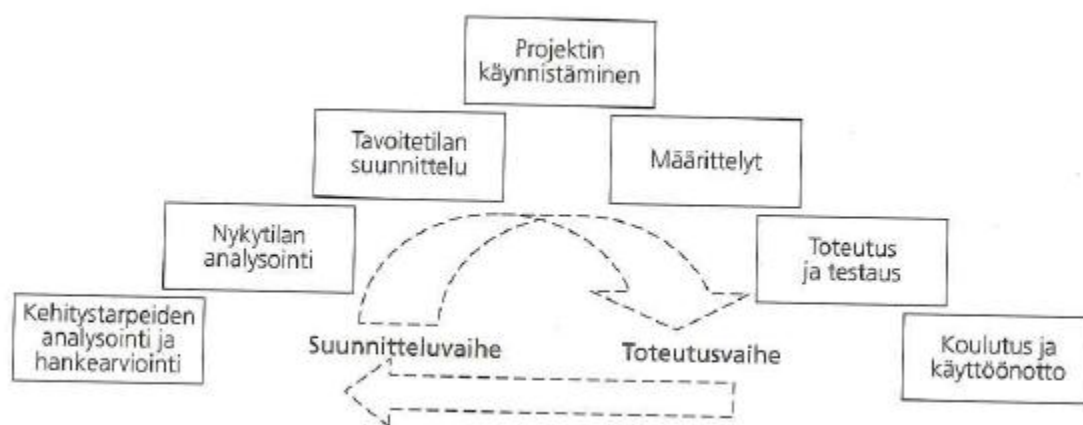 Projektin
käynnistäminen
Tavoitetilan
suunnittelu
Määrittelyt
Nykytilan
analysointi
Toteutus
ja testaus
Kehitystarpeiden
analysointi ja
hankearviointi
Suunnitteluvaihe
Toteutusvaihe
Koulutus ja
käyttöönotto